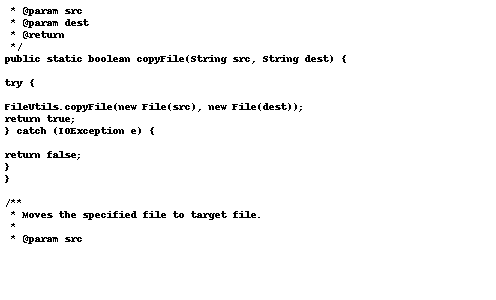 * @param src
* @param dest
* @return
*/
public static boolean copyFile(String src, String dest) {
try {
FileUtils.copyFile(new File(src), new File(dest));
return true;
} catch (IOException e) {
return false;
}
}
/**
* Moves the specified file to target file.
*
* @param src